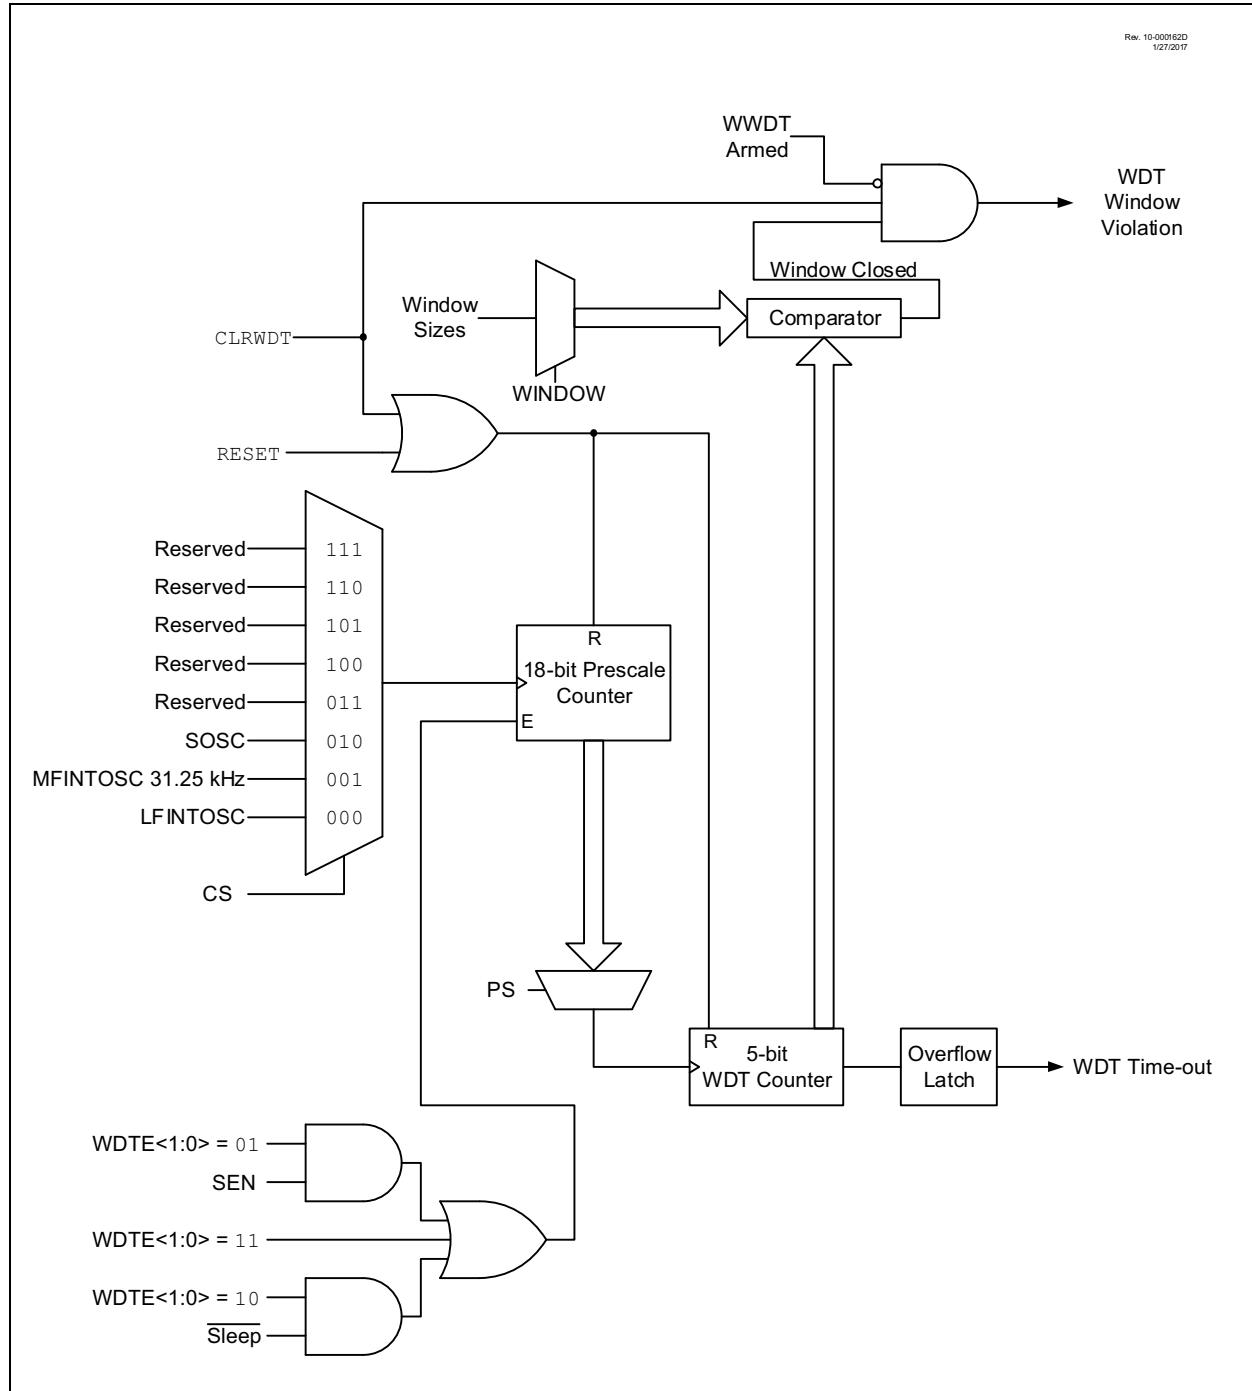 Rev. 10-000162D
1/27/2017
WWDT
Armed
WDT
Window
Violation
Window Closed
Window
Sizes
Comparator
CLRWDT
WINDOW
RESET
Reserved 111
Reserved 110
Reserved 101
Reserved 100
Reserved 011
SOSC 010
MFINTOSC 31.25 kHz 001
LFINTOSC 000
CS
R
18-bit Prescale
Counter
E
PS
R
5-bit
WDT Counter
Overflow
Latch
WDT Time-out
WDTE<1:0> = 01
SEN
WDTE<1:0> = 11
WDTE<1:0> = 10
Sleep